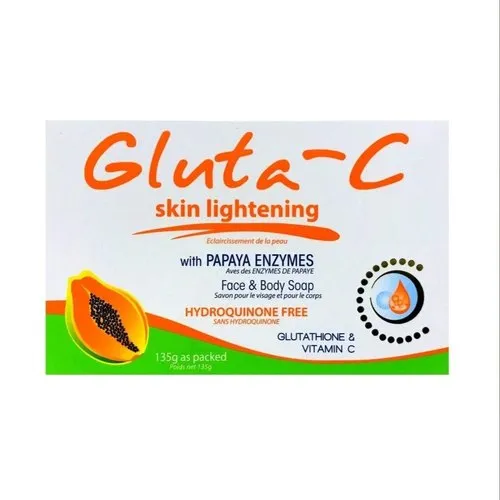 Gluta-C
skin lightening
Eclaircissement de la peau
with PAPAYA ENZYMES
Avec des ENZYMES DE PAPAYE
Face & Body Soap
Savon pour le visage et pour le corps
HYDROQUINONE FREE
SANS HYDROQUINONE
GLUTATHIONE &
VITAMIN C
135g as packed
Poids net 135g